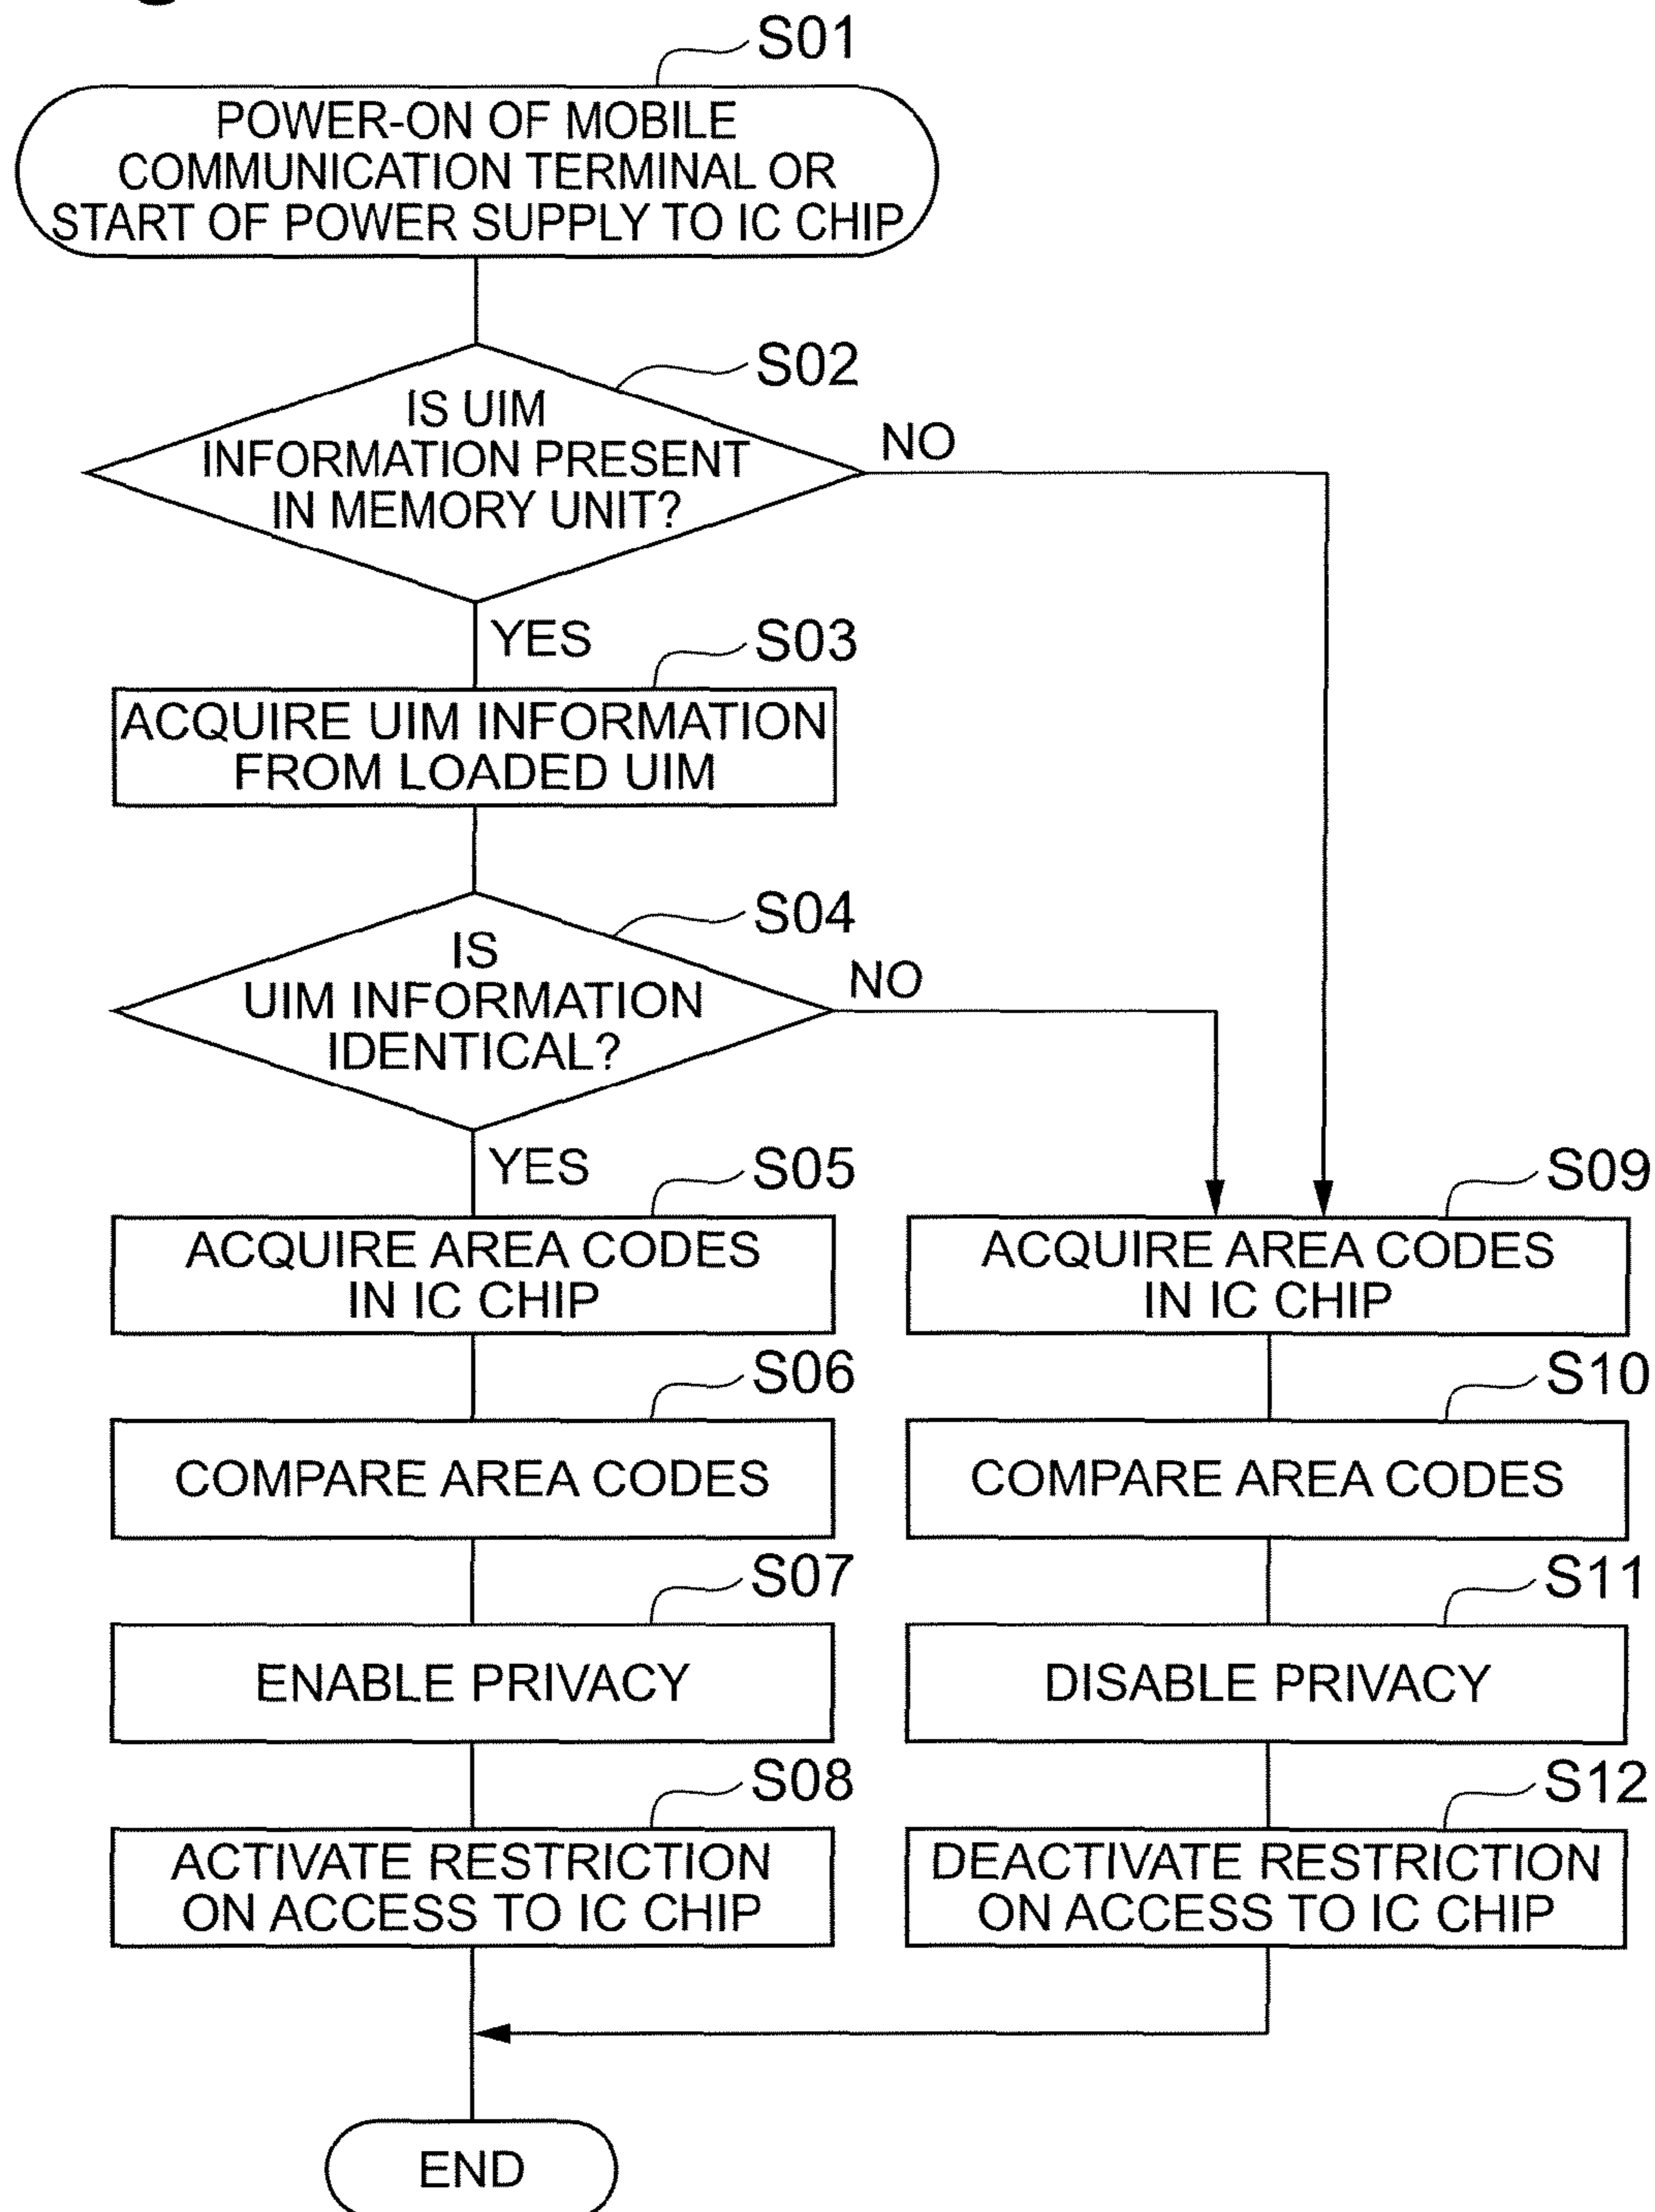 S01
POWER-ON OF MOBILE
COMMUNICATION TERMINAL OR
START OF POWER SUPPLY TO IC CHIP
S02
IS UIM
INFORMATION PRESENT
IN MEMORY UNIT?
NO
YES
S03
ACQUIRE UIM INFORMATION
FROM LOADED UIM
S04
IS
UIM INFORMATION
IDENTICAL?
NO
YES
S05
ACQUIRE AREA CODES
IN IC CHIP
S09
ACQUIRE AREA CODES
IN IC CHIP
S06
COMPARE AREA CODES
S10
COMPARE AREA CODES
S07
ENABLE PRIVACY
S11
DISABLE PRIVACY
S08
ACTIVATE RESTRICTION
ON ACCESS TO IC CHIP
S12
DEACTIVATE RESTRICTION
ON ACCESS TO IC CHIP
END